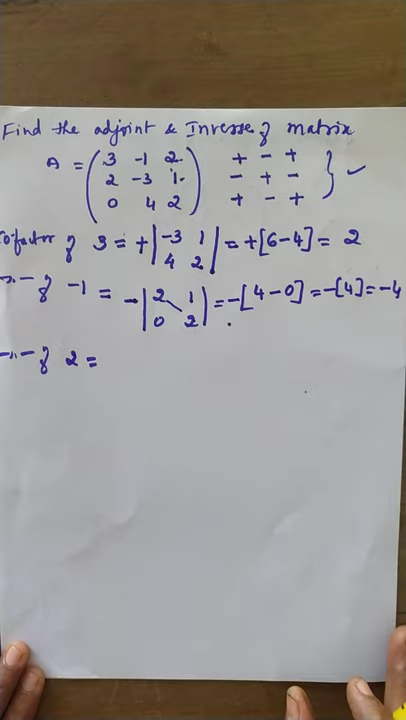 Find the adjoint & Inverse of matrix
A = (3 -1 2 + - +
2 -3 1 - + -
0 4 2) + - + } ✓
Cofactor of 3 = + |-3 1 | = +[6-4] = 2
4 2
of -1 = - |2 1 | = -[4-0] = -[4] = -4
0 2
of 2 =